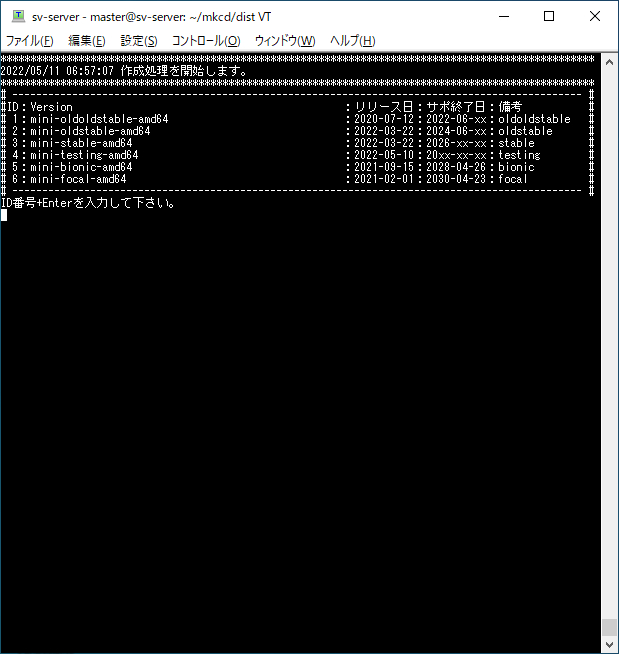 sv-server - master@sv-server: ~/mkcd/dist VT
ファイル(F) 編集(E) 設定(S) コントロール(O) ウィンドウ(W) ヘルプ(H)
***************************************************************************************************
2022/05/11 06:57:07 作成処理を開始します。
***************************************************************************************************
#----------------------------------------------------------------------------------------------- #
#ID：Version ：リリース日：サポ終了日：備考 #
# 1：mini-oldoldstable-amd64 ：2020-07-12：2022-06-xx：oldoldstable #
# 2：mini-oldstable-amd64 ：2022-03-22：2024-06-xx：oldstable #
# 3：mini-stable-amd64 ：2022-03-22：2026-xx-xx：stable #
# 4：mini-testing-amd64 ：2022-05-10：20xx-xx-xx：testing #
# 5：mini-bionic-amd64 ：2021-09-15：2028-04-26：bionic #
# 6：mini-focal-amd64 ：2021-02-01：2030-04-23：focal #
#----------------------------------------------------------------------------------------------- #
ID番号+Enterを入力して下さい。